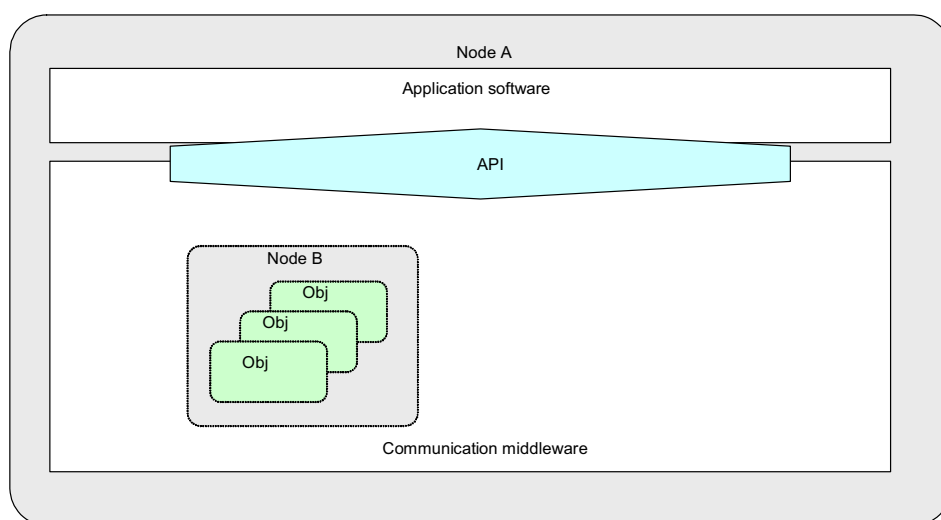 Node A
Application software
API
Node B
Obj
Obj
Obj
Communication middleware